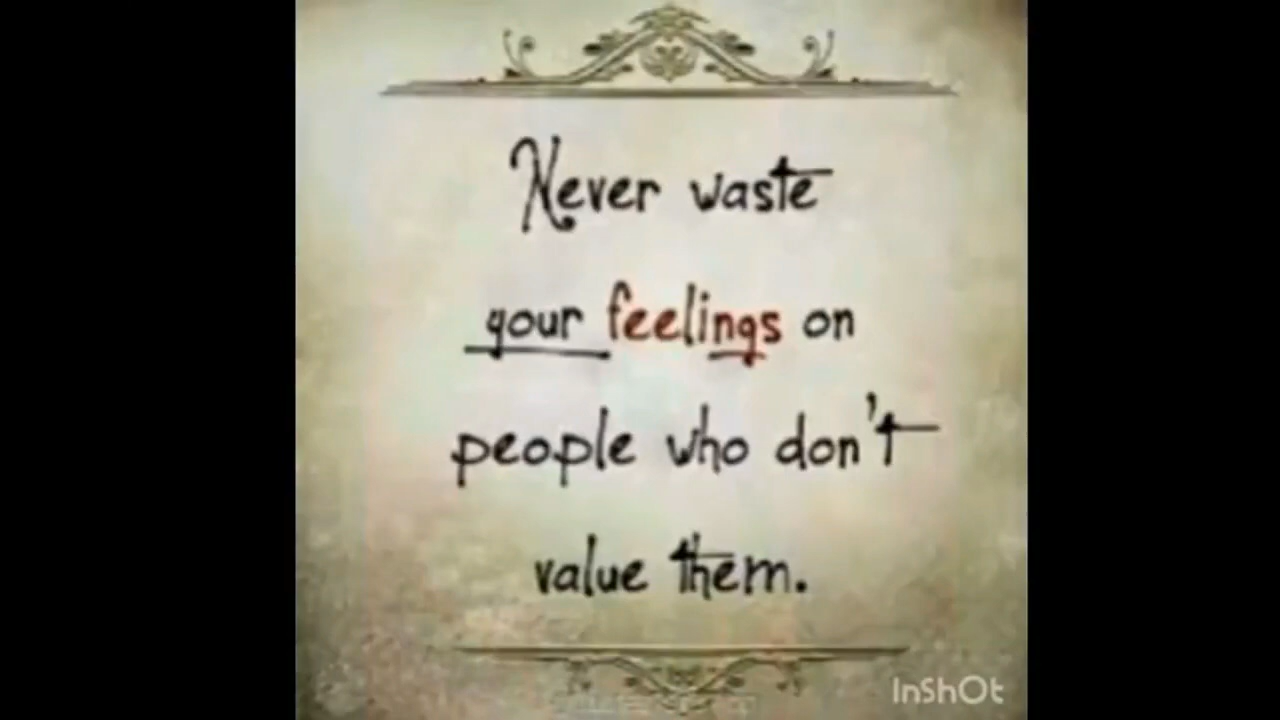 Never waste
your feelings on
people who don't
value them.
InShOt